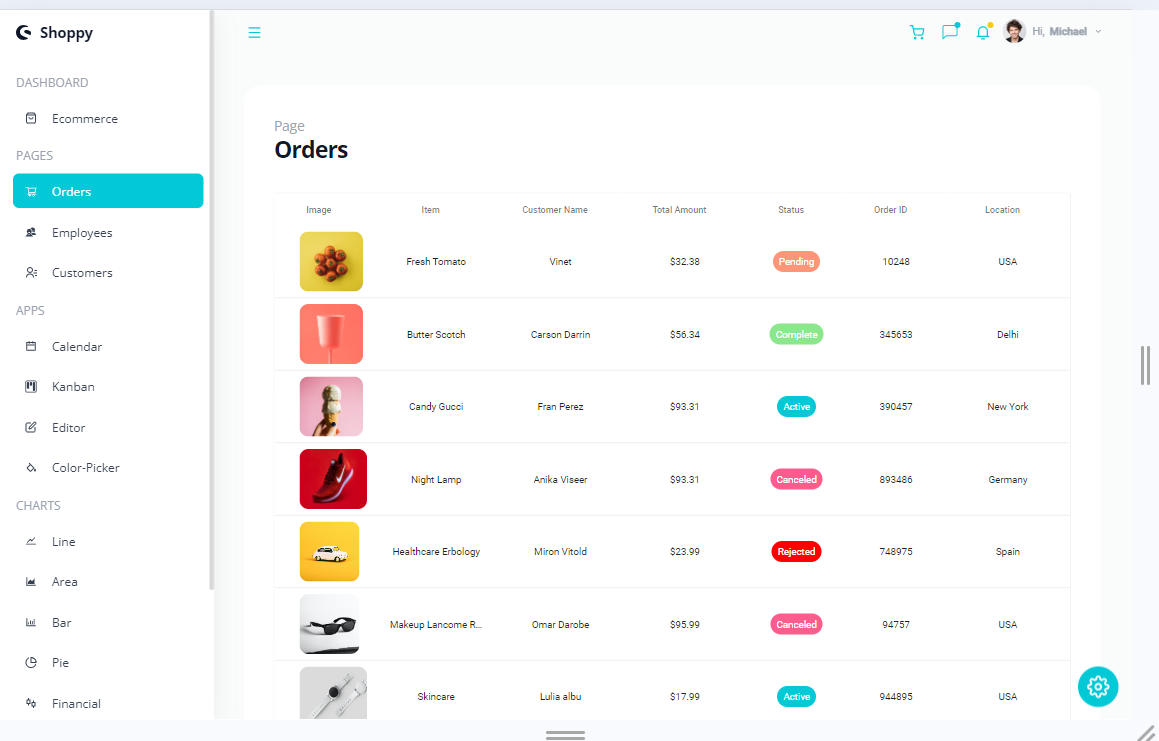 Shoppy
Hi, Michael
DASHBOARD
Ecommerce
PAGES
Orders
Employees
Customers
APPS
Calendar
Kanban
Editor
Color-Picker
CHARTS
Line
Area
Bar
Pie
Financial
Page
Orders
Image Item Customer Name Total Amount Status Order ID Location
Fresh Tomato Vinet $32.38 Pending 10248 USA
Butter Scotch Carson Darrin $56.34 Complete 345653 Delhi
Candy Gucci Fran Perez $93.31 Active 390457 New York
Night Lamp Anika Viseer $93.31 Canceled 893486 Germany
Healthcare Erbology Miron Vitold $23.99 Rejected 748975 Spain
Makeup Lancome R... Omar Darobe $95.99 Canceled 94757 USA
Skincare Lulia albu $17.99 Active 944895 USA